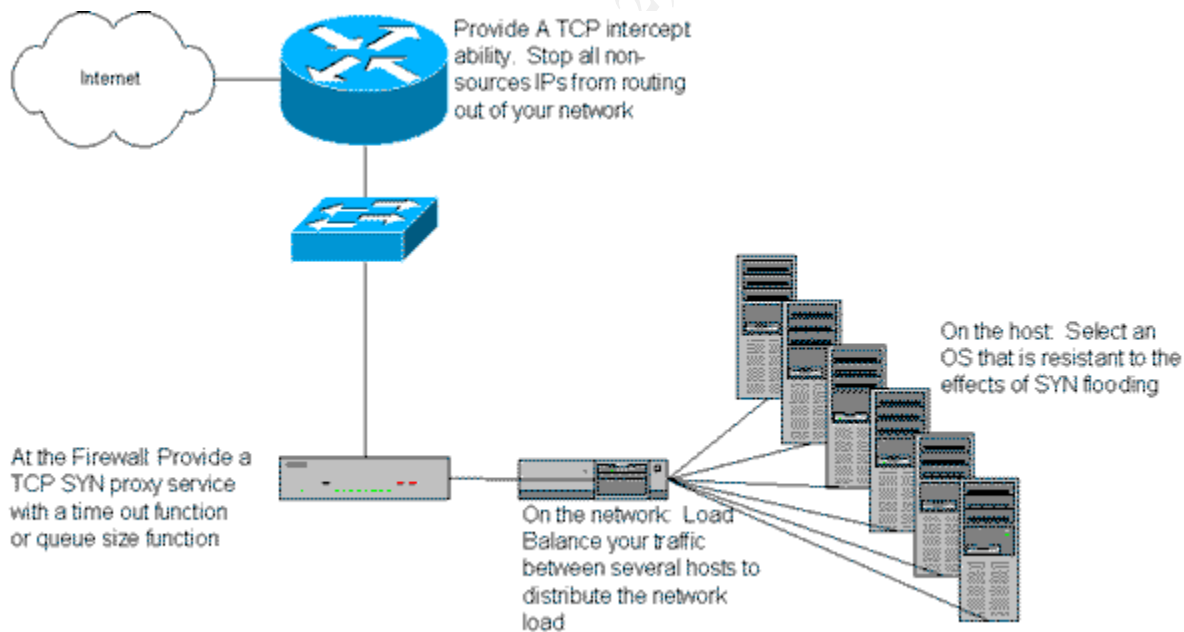 Internet
Provide A TCP intercept
ability. Stop all non-
sources IPs from routing
out of your network
On the host: Select an
OS that is resistant to the
effects of SYN flooding
At the Firewall: Provide a
TCP SYN proxy service
with a time out function
or queue size function
On the network: Load
Balance your traffic
between several hosts to
distribute the network
load